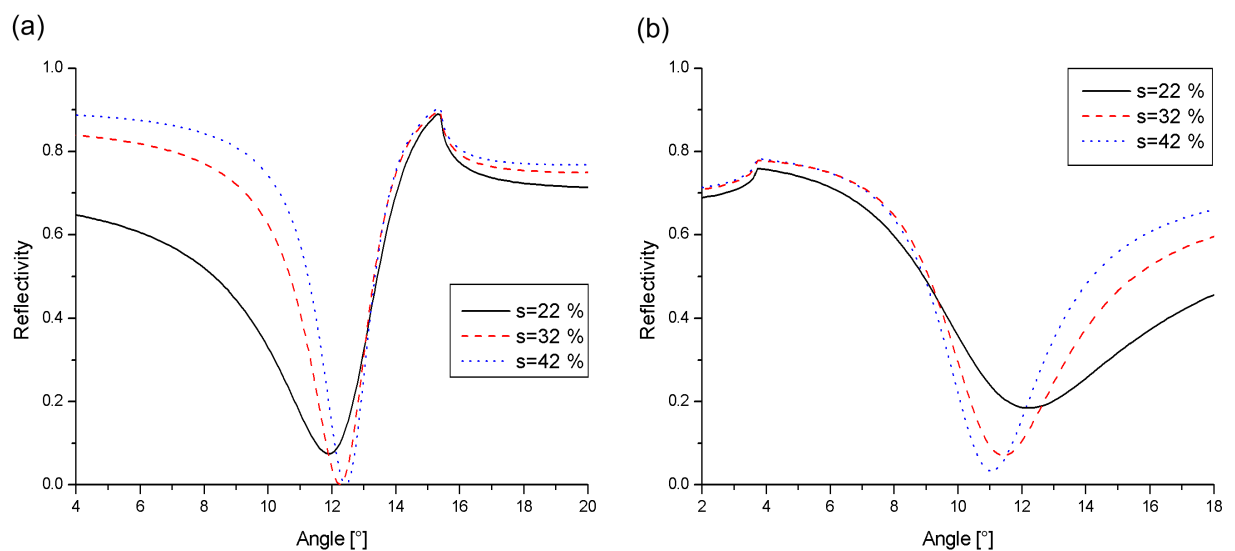 (a)
1.0
0.8
0.6
0.4
0.2
0.0
Reflectivity
4 6 8 10 12 14 16 18 20
Angle [°]
s=22 %
s=32 %
s=42 %
(b)
1.0
0.8
0.6
0.4
0.2
0.0
Reflectivity
2 4 6 8 10 12 14 16 18
Angle [°]
s=22 %
s=32 %
s=42 %